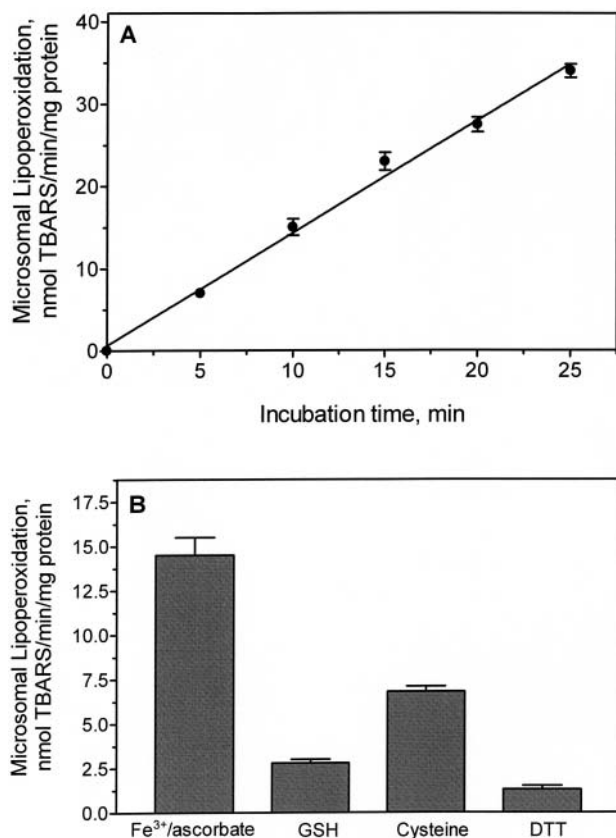 A
Microsomal Lipoperoxidation,
nmol TBARS/min/mg protein
40
30
20
10
0
0 5 10 15 20 25
Incubation time, min
B
Microsomal Lipoperoxidation,
nmol TBARS/min/mg protein
17.5
15.0
12.5
10.0
7.5
5.0
2.5
0.0
Fe³⁺/ascorbate GSH Cysteine DTT